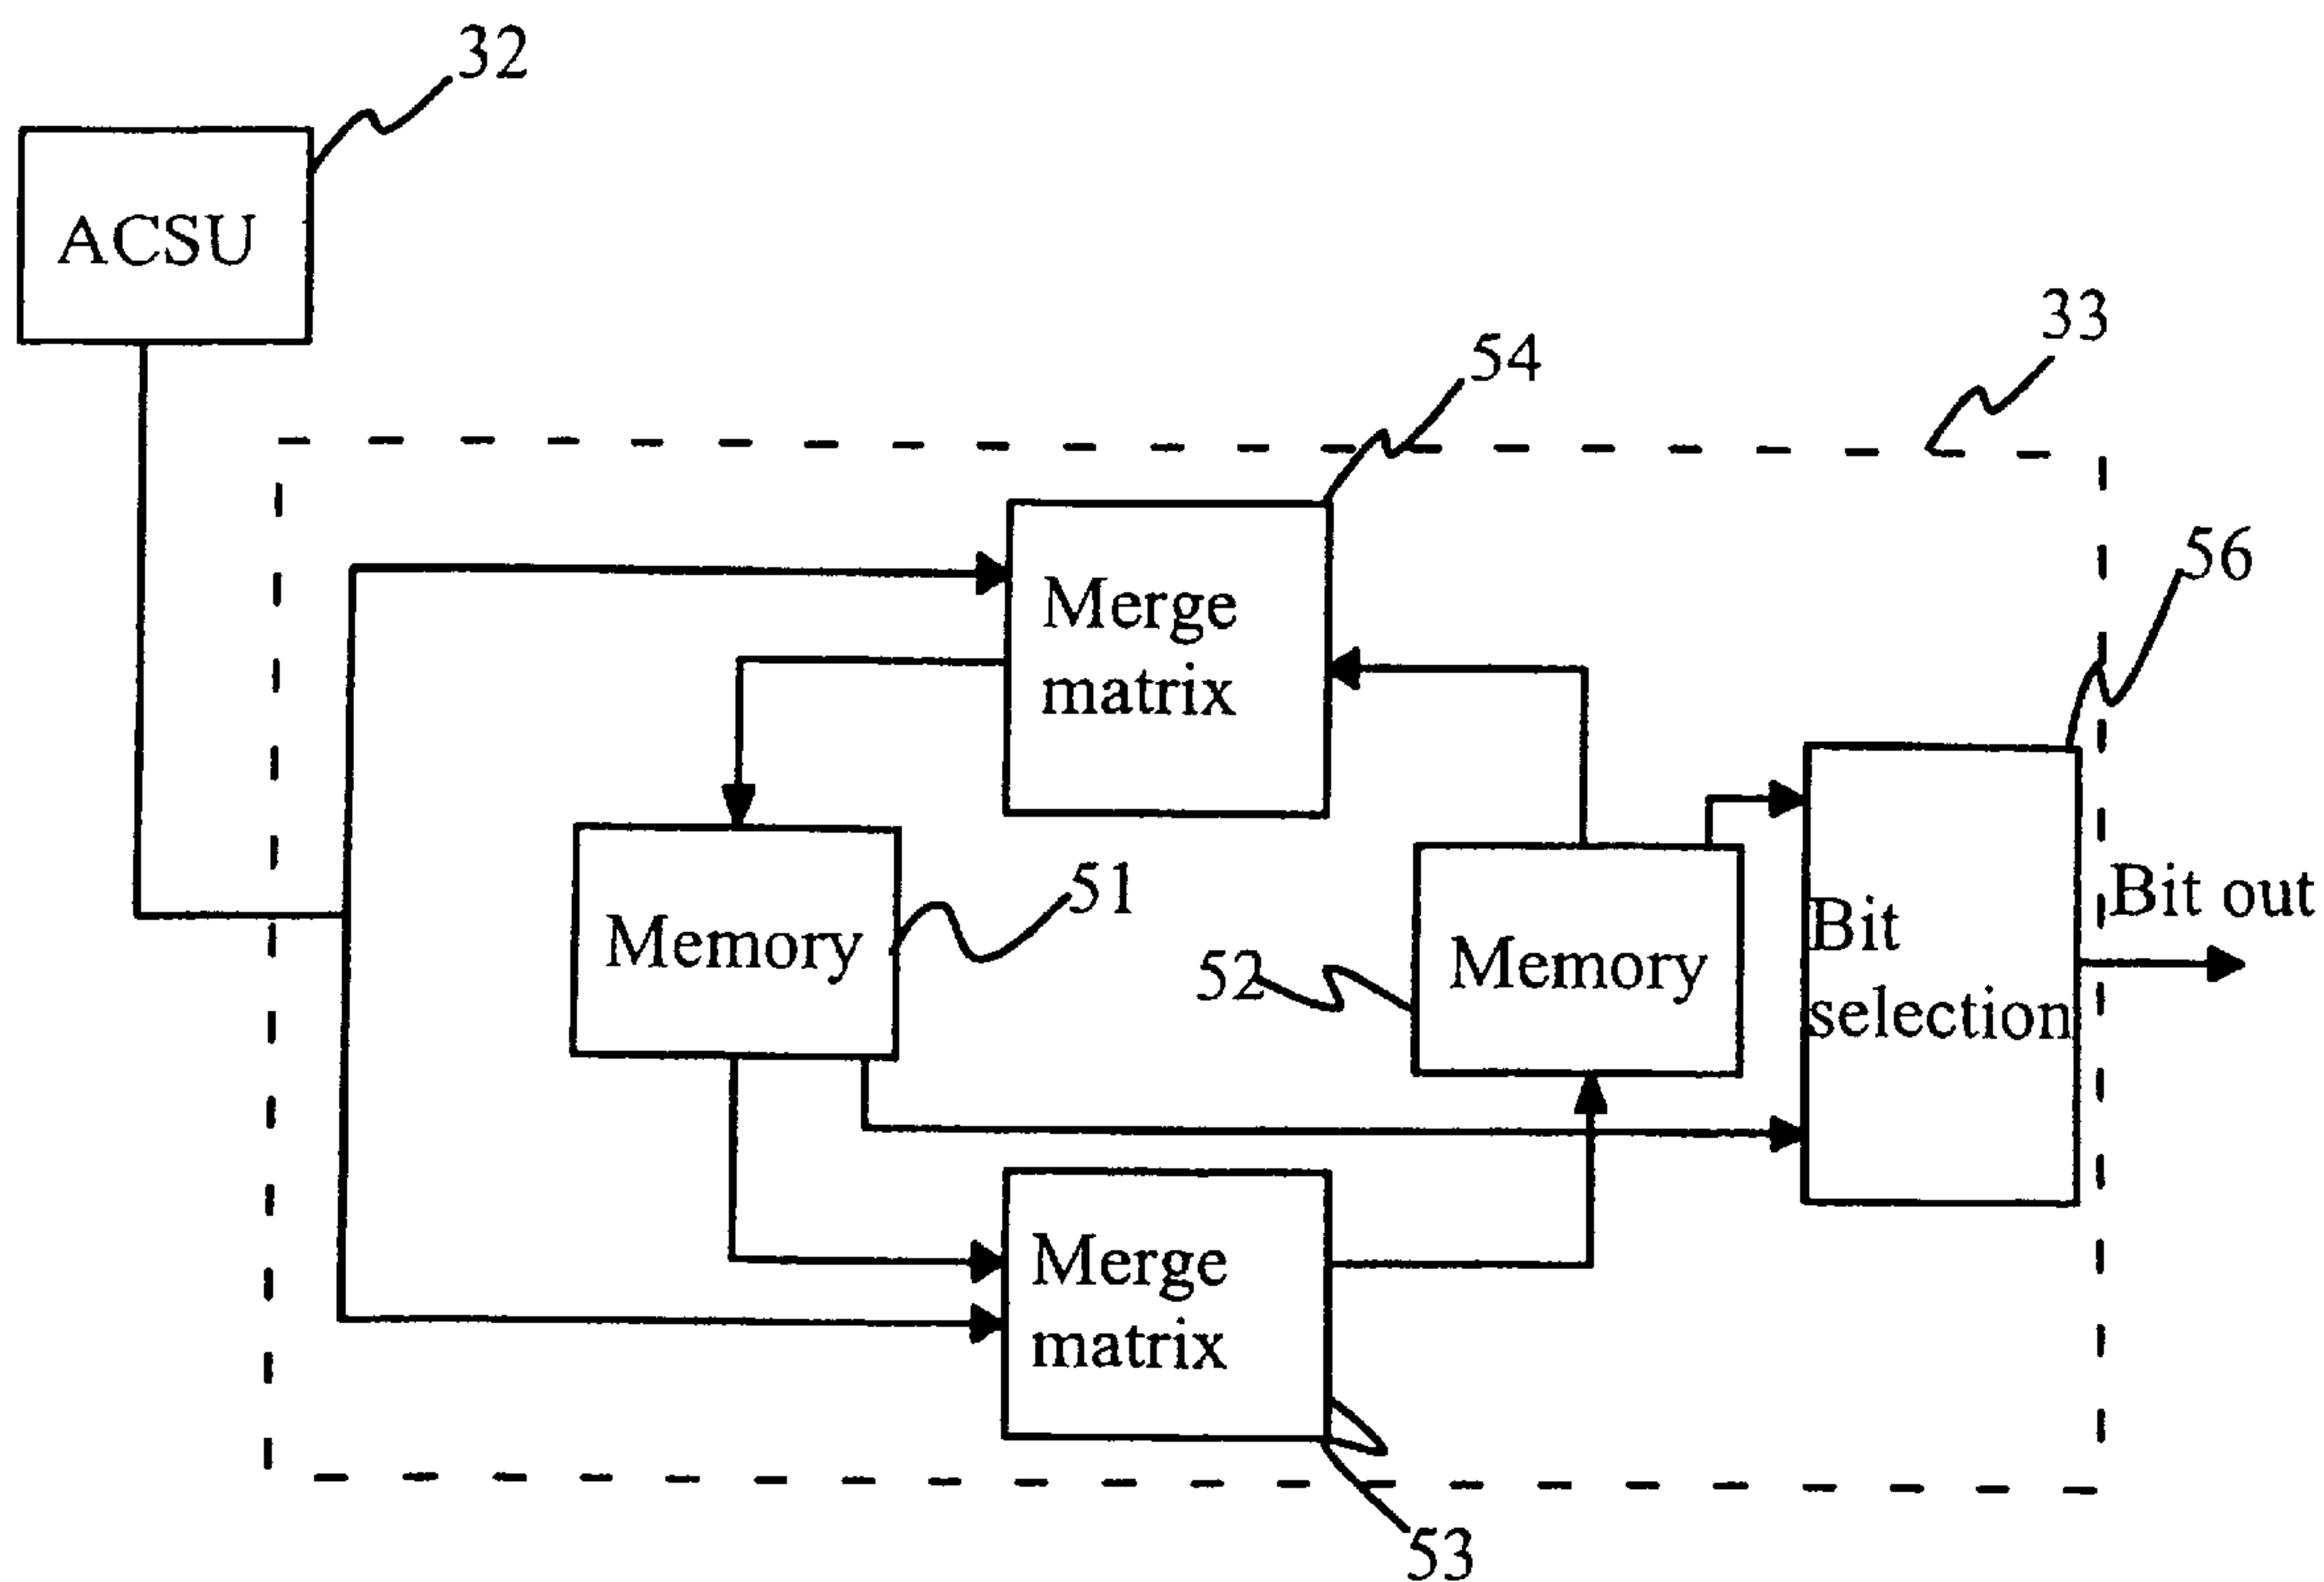 32
ACSU
33
54
56
Merge
matrix
51
Memory
52
Memory
Bit
selection
Bit out
Merge
matrix
53